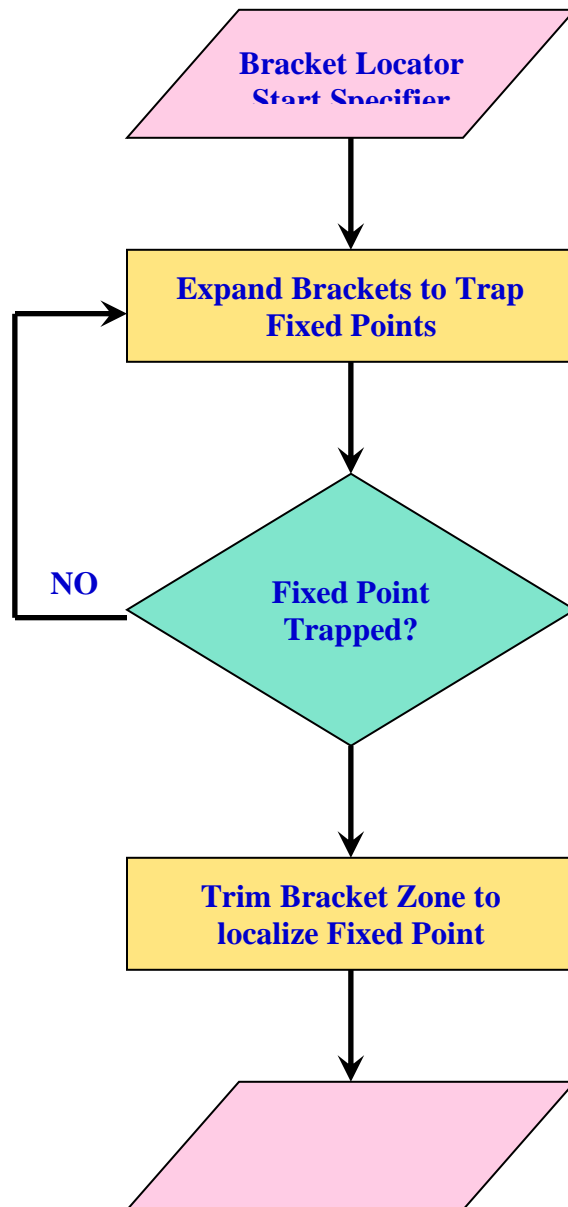 Bracket Locator
Start Specifier
Expand Brackets to Trap
Fixed Points
NO
Fixed Point
Trapped?
Trim Bracket Zone to
localize Fixed Point